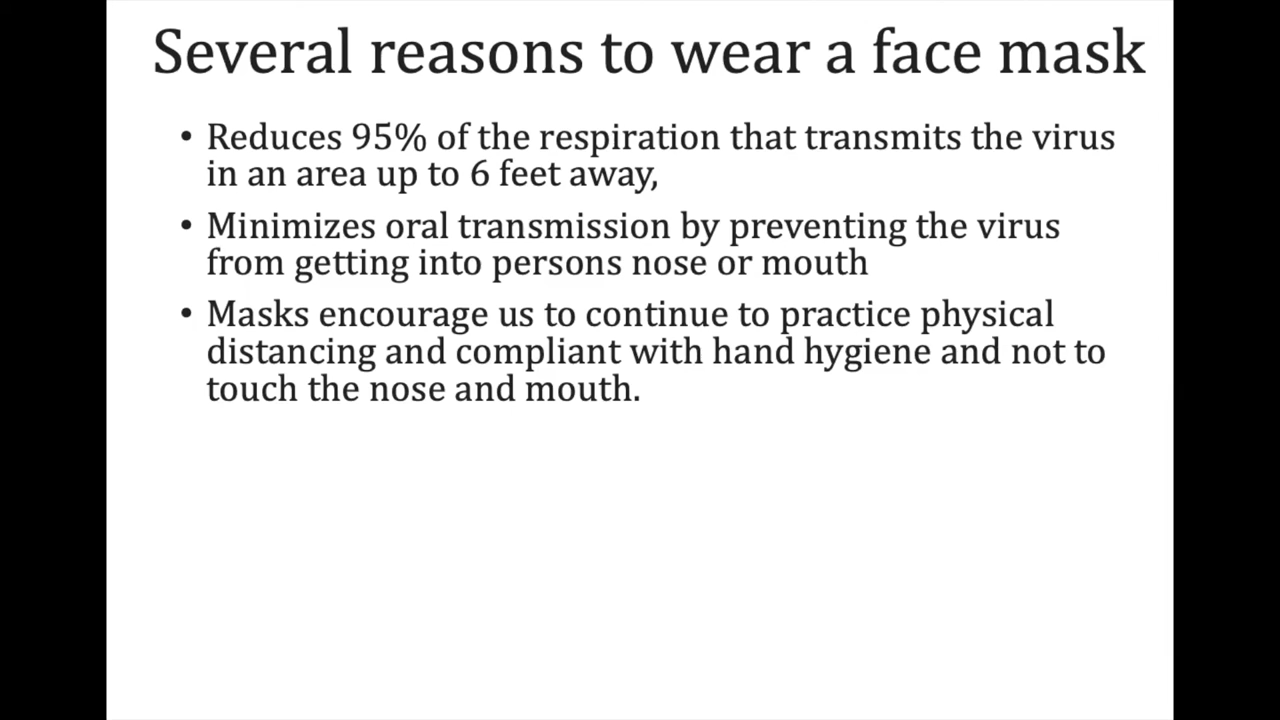 Several reasons to wear a face mask
• Reduces 95% of the respiration that transmits the virus
in an area up to 6 feet away,
• Minimizes oral transmission by preventing the virus
from getting into persons nose or mouth
• Masks encourage us to continue to practice physical
distancing and compliant with hand hygiene and not to
touch the nose and mouth.